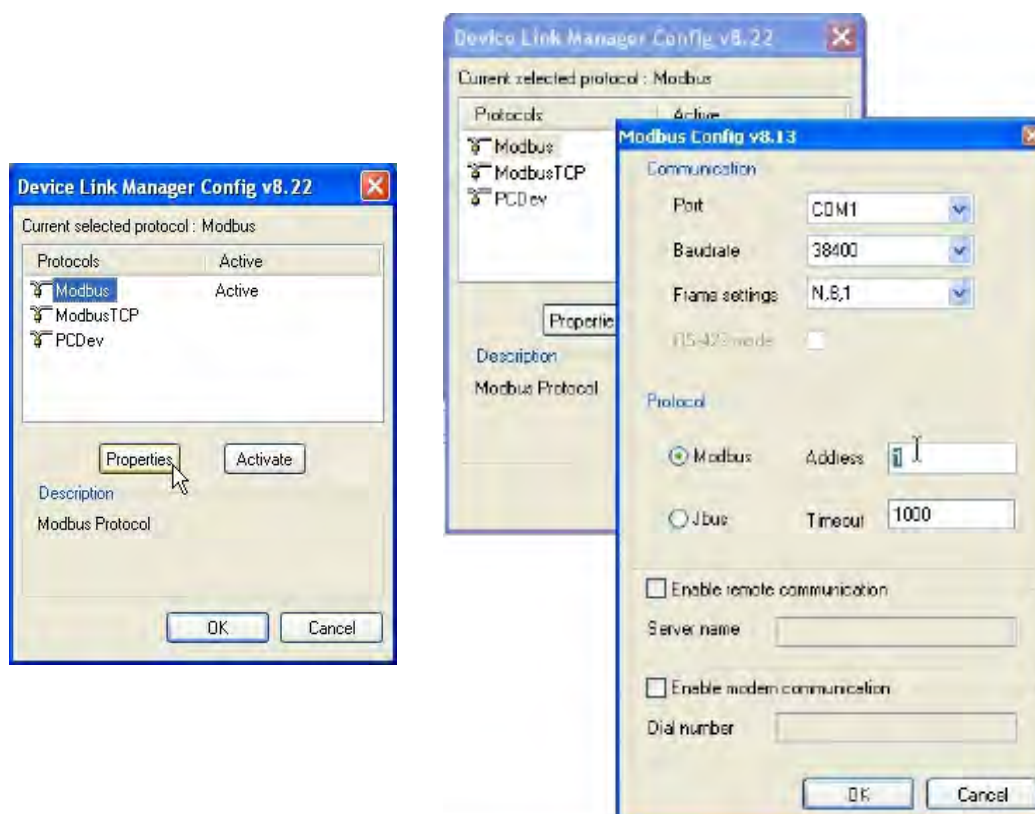 Device Link Manager Config v8.22
Current selected protocol : Modbus
Protocols Active
Modbus Active
ModbusTCP
PCDev
Properties Activate
Description
Modbus Protocol
OK Cancel
Device Link Manager Config v8.22
Current selected protocol : Modbus
Protocols Active
Modbus
ModbusTCP
PCDev
Propertie
Description
Modbus Protocol
Modbus Config v8.13
Communication
Port COM1
Baudrate 38400
Frame settings N,8,1
mode
Protocol
Modbus Address 1
Jbus Timeout 1000
Enable remote communication
Server name
Enable modem communication
Dial number
OK Cancel